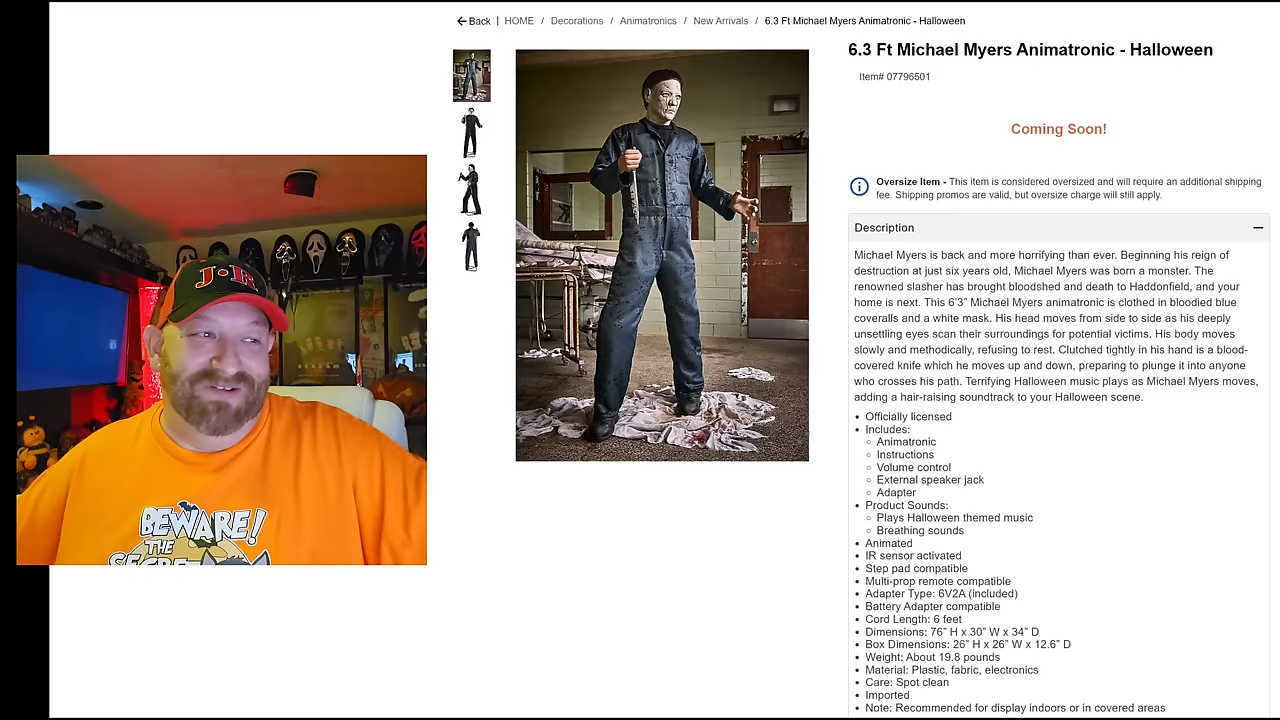 Back | HOME / Decorations / Animatronics / New Arrivals / 6.3 Ft Michael Myers Animatronic - Halloween
6.3 Ft Michael Myers Animatronic - Halloween
Item# 07796501
Coming Soon!
Oversize Item - This item is considered oversized and will require an additional shipping
fee. Shipping promos are valid, but oversize charge will still apply.
Description
Michael Myers is back and more horrifying than ever. Beginning his reign of
destruction at just six years old, Michael Myers was born a monster. The
renowned slasher has brought bloodshed and death to Haddonfield, and your
home is next. This 6'3" Michael Myers animatronic is clothed in bloodied blue
coveralls and a white mask. His head moves from side to side as his deeply
unsettling eyes scan their surroundings for potential victims. His body moves
slowly and methodically, refusing to rest. Clutched tightly in his hand is a blood-
covered knife which he moves up and down, preparing to plunge it into anyone
who crosses his path. Terrifying Halloween music plays as Michael Myers moves,
adding a hair-raising soundtrack to your Halloween scene.
• Officially licensed
• Includes:
◦ Animatronic
◦ Instructions
◦ Volume control
◦ External speaker jack
◦ Adapter
• Product Sounds:
◦ Plays Halloween themed music
◦ Breathing sounds
• Animated
• IR sensor activated
• Step pad compatible
• Multi-prop remote compatible
• Adapter Type: 6V2A (included)
• Battery Adapter compatible
• Cord Length: 6 feet
• Dimensions: 76" H x 30" W x 34" D
• Box Dimensions: 26" H x 26" W x 12.6" D
• Weight: About 19.8 pounds
• Material: Plastic, fabric, electronics
• Care: Spot clean
• Imported
• Note: Recommended for display indoors or in covered areas
BEWARE!
THE